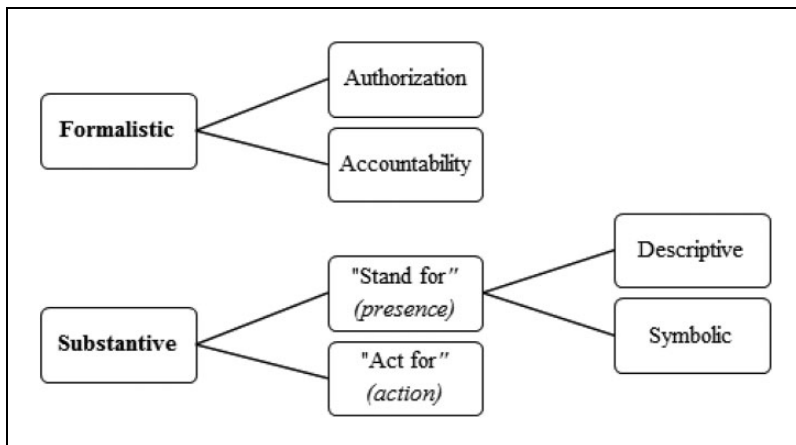 Formalistic
Authorization
Accountability
Substantive
"Stand for”
(presence)
"Act for”
(action)
Descriptive
Symbolic